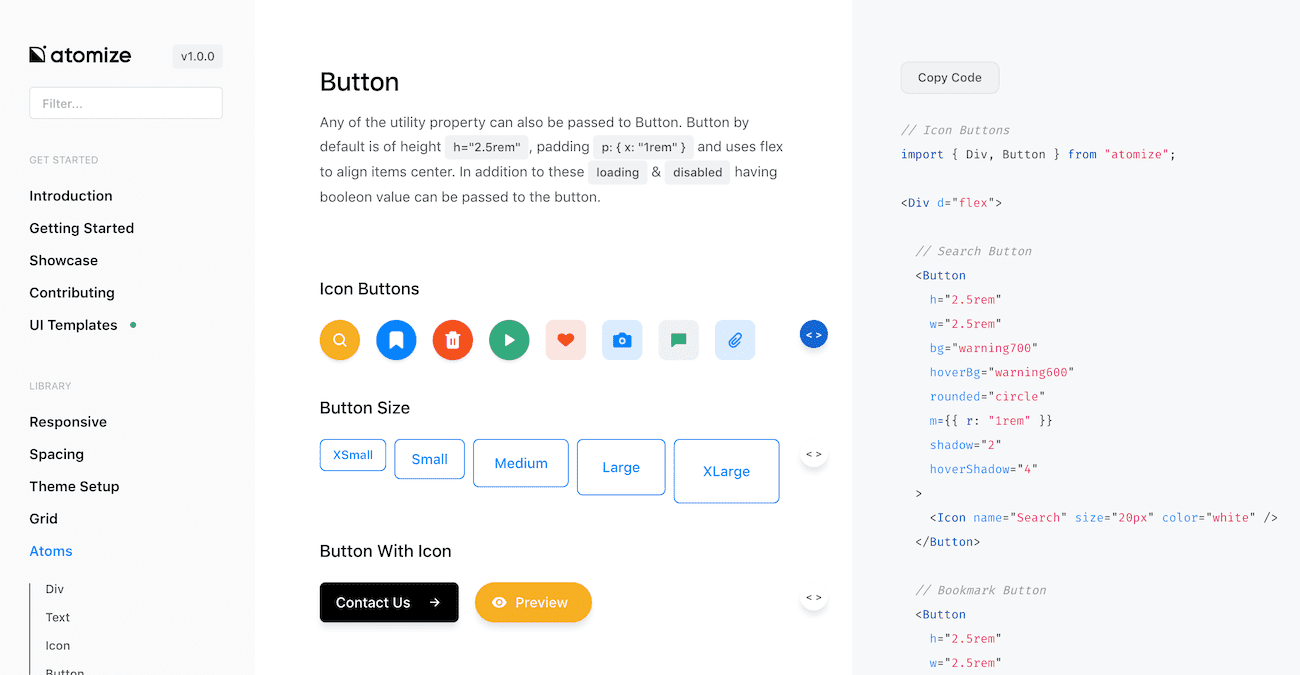 atomize
v1.0.0
Filter...
GET STARTED
Introduction
Getting Started
Showcase
Contributing
UI Templates
LIBRARY
Responsive
Spacing
Theme Setup
Grid
Atoms
Div
Text
Icon
Button
Button
Any of the utility property can also be passed to Button. Button by
default is of height h="2.5rem" , padding p: { x: "1rem" } and uses flex
to align items center. In addition to these loading & disabled having
booleon value can be passed to the button.
Icon Buttons
< >
Button Size
XSmall
Small
Medium
Large
XLarge
< >
Button With Icon
Contact Us →
Preview
< >
Copy Code
// Icon Buttons
import { Div, Button } from "atomize";
<Div d="flex">
// Search Button
<Button
h="2.5rem"
w="2.5rem"
bg="warning700"
hoverBg="warning600"
rounded="circle"
m={{ r: "1rem" }}
shadow="2"
hoverShadow="4"
>
<Icon name="Search" size="20px" color="white" />
</Button>
// Bookmark Button
<Button
h="2.5rem"
w="2.5rem"